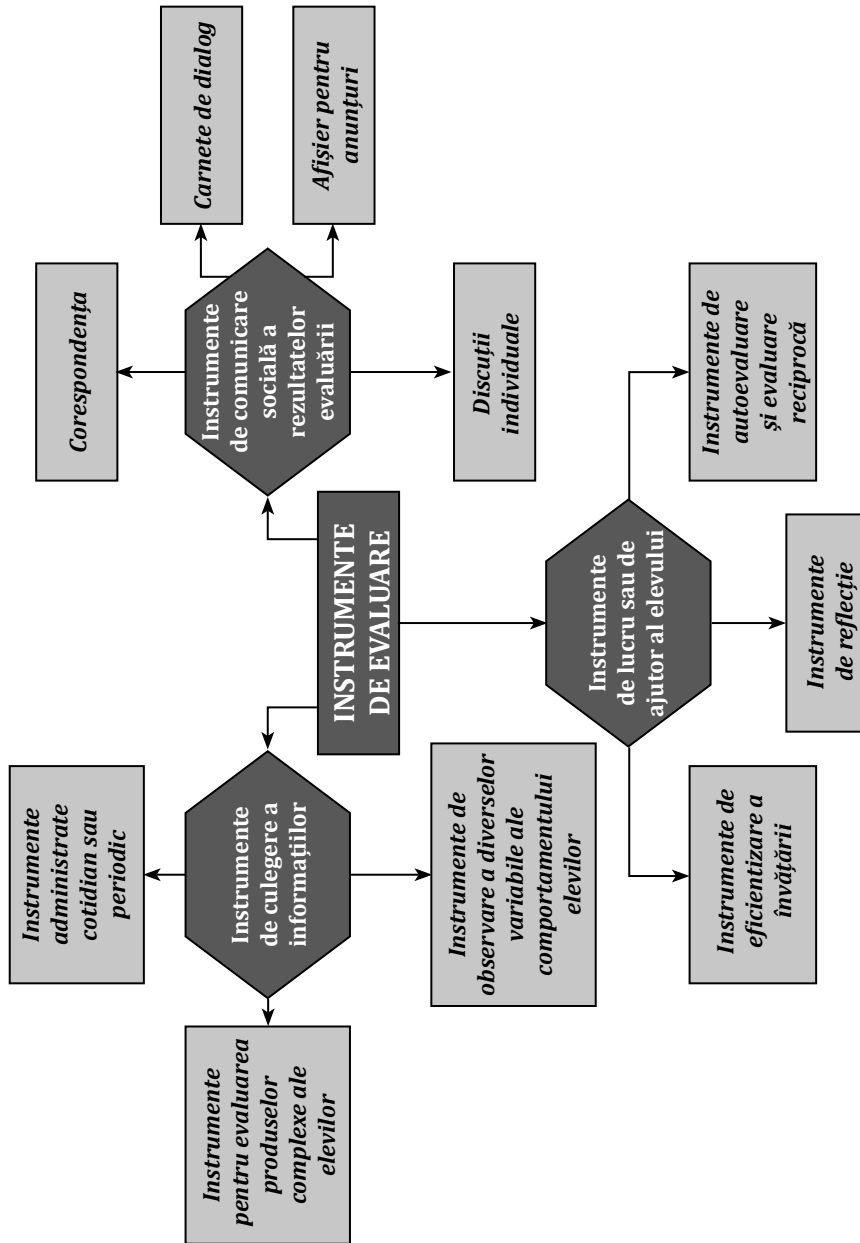 Instrumente
administrate
cotidian sau
periodic
Corespondența
Instrumente
pentru evaluarea
produselor
complexe ale
elevilor
Instrumente
de culegere a
informațiilor
Instrumente
de comunicare
socială a
rezultatelor
evaluării
Carnete de dialog
Afișier pentru
anunțuri
INSTRUMENTE
DE EVALUARE
Instrumente de
observare a diverselor
variabile ale
comportamentului
elevilor
Discuții
individuale
Instrumente
de lucru sau de
ajutor al elevului
Instrumente de
eficientizare a
învățării
Instrumente
de reflecție
Instrumente de
autoevaluare
și evaluare
reciprocă